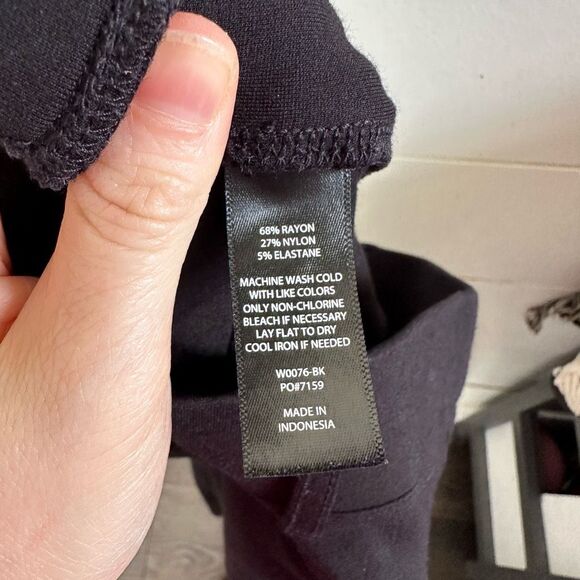 68% RAYON
27% NYLON
5% ELASTANE
MACHINE WASH COLD
WITH LIKE COLORS
ONLY NON-CHLORINE
BLEACH IF NECESSARY
LAY FLAT TO DRY
COOL IRON IF NEEDED
W0076-BK
PO#7159
MADE IN
INDONESIA